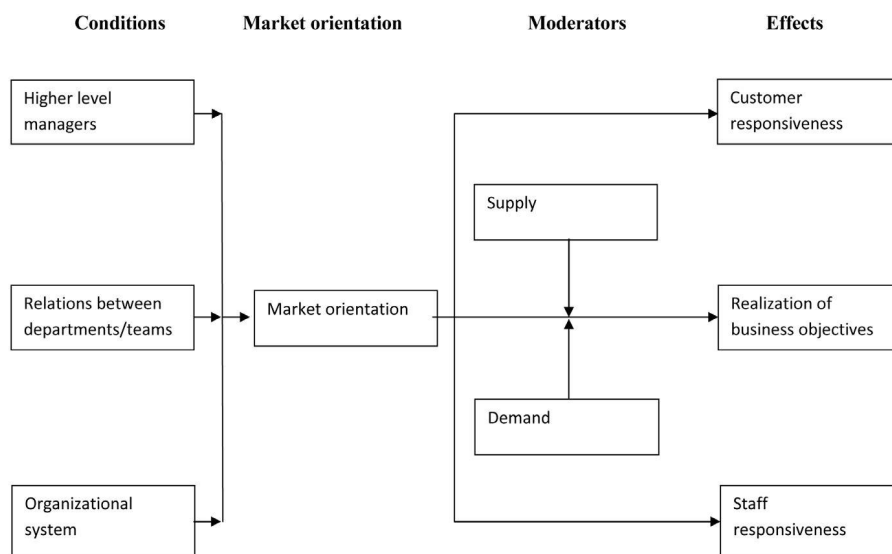 Conditions
Market orientation
Moderators
Effects
Higher level
managers
Customer
responsiveness
Supply
Relations between
departments/teams
Market orientation
Realization of
business objectives
Demand
Organizational
system
Staff
responsiveness